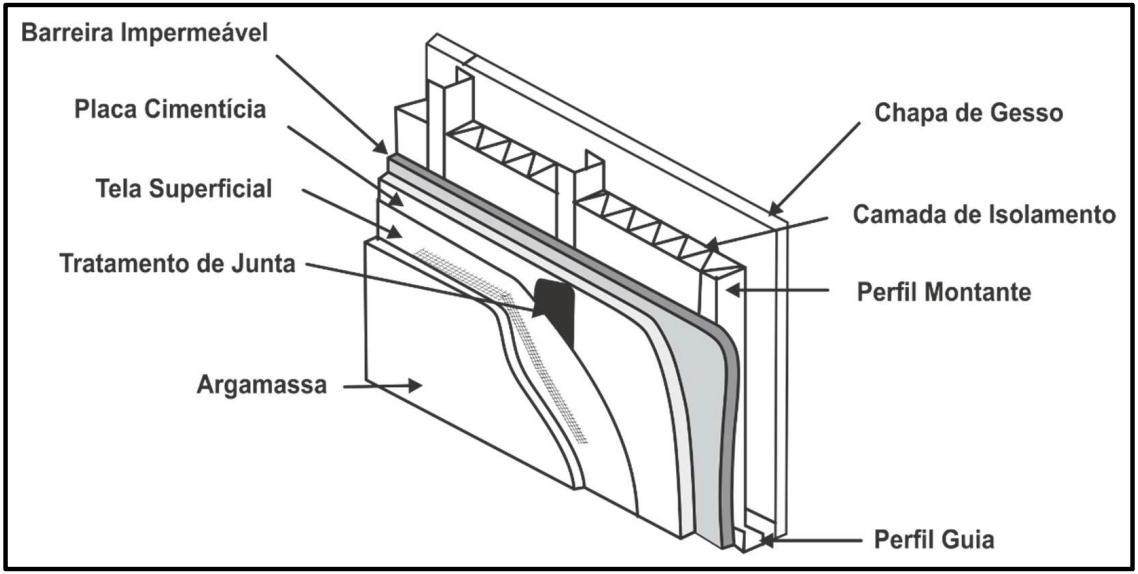 Barreira Impermeável
Placa Cimentícia
Tela Superficial
Tratamento de Junta
Argamassa
Chapa de Gesso
Camada de Isolamento
Perfil Montante
Perfil Guia